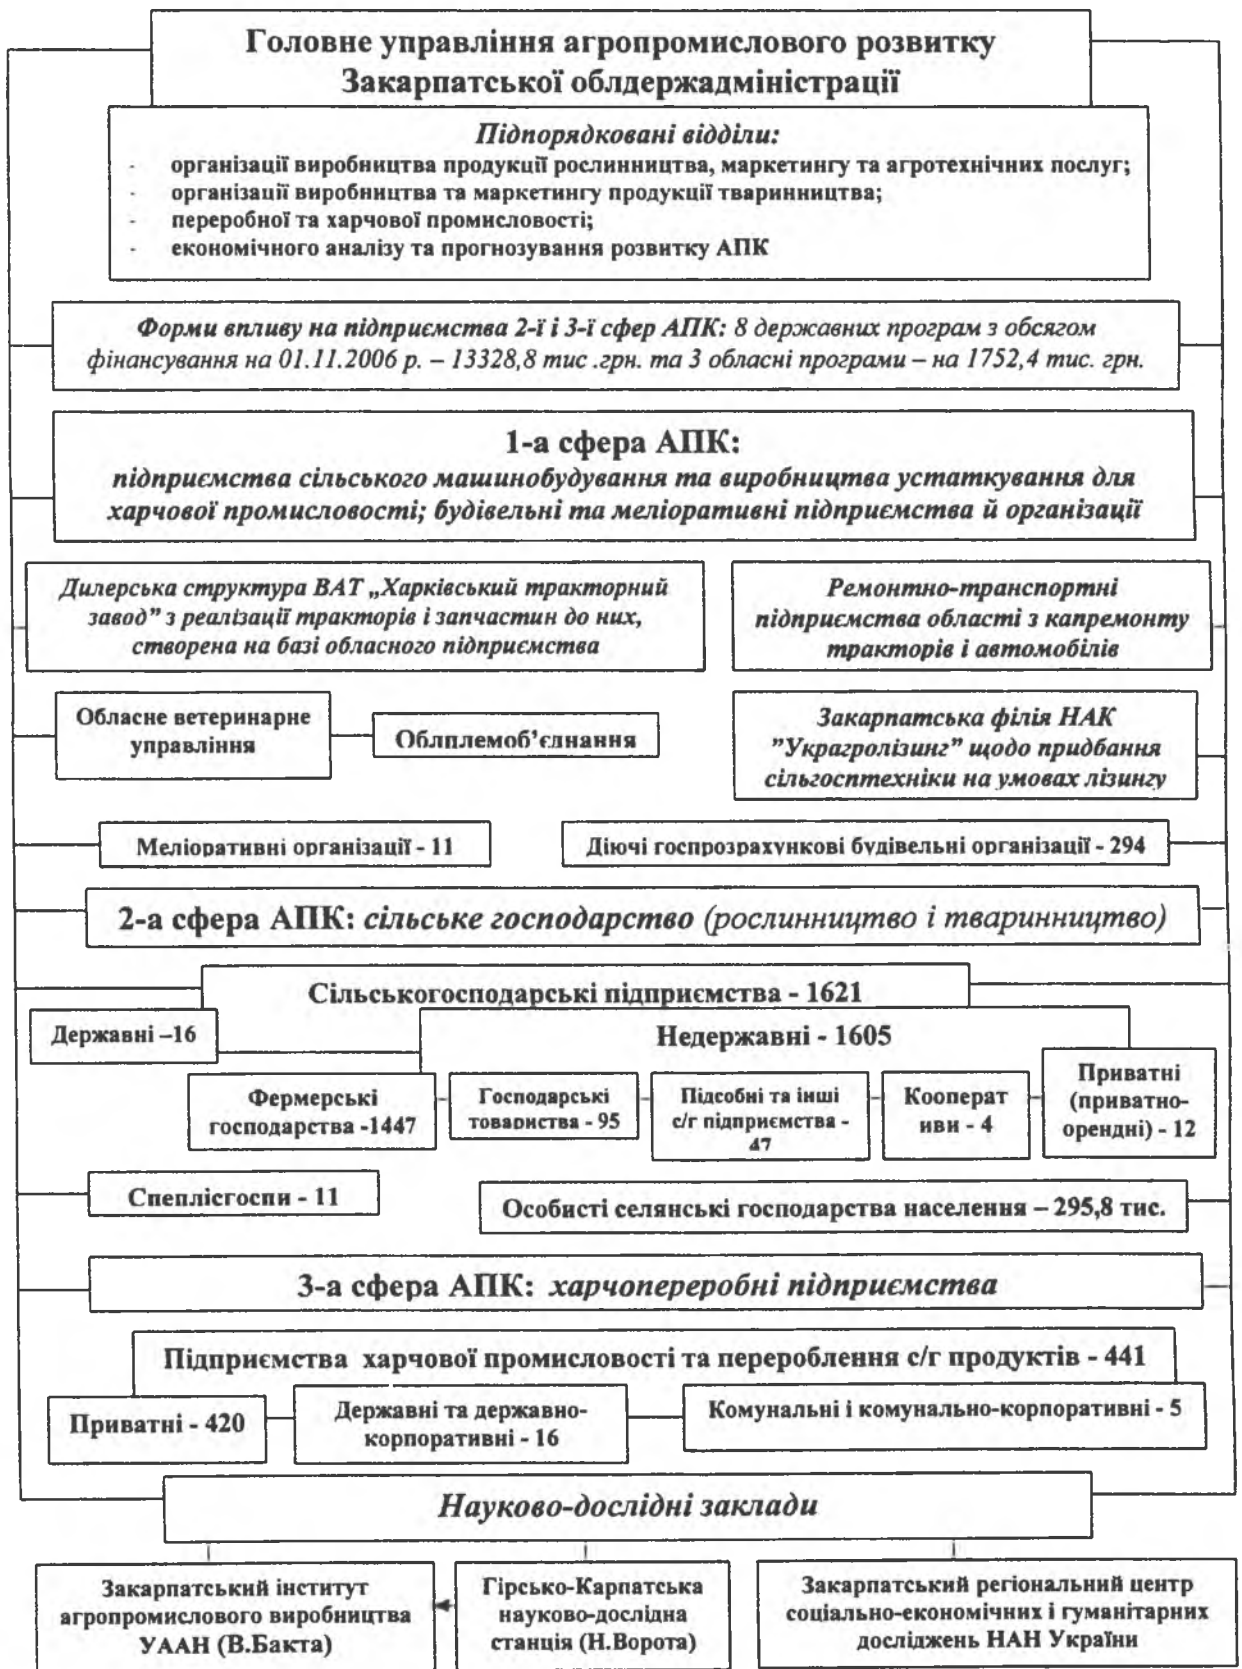 Головне управління агропромислового розвитку
Закарпатської облдержадміністрації
Підпорядковані відділи:
- організації виробництва продукції рослинництва, маркетингу та агротехнічних послуг;
- організації виробництва та маркетингу продукції тваринництва;
- переробної та харчової промисловості;
- економічного аналізу та прогнозування розвитку АПК
Форми впливу на підприємства 2-ї і 3-ї сфер АПК: 8 державних програм з обсягом
фінансування на 01.11.2006 р. – 13328,8 тис .грн. та 3 обласні програми – на 1752,4 тис. грн.
1-а сфера АПК:
підприємства сільського машинобудування та виробництва устаткування для
харчової промисловості; будівельні та меліоративні підприємства й організації
Дилерська структура ВАТ „Харківський тракторний
завод” з реалізації тракторів і запчастин до них,
створена на базі обласного підприємства
Ремонтно-транспортні
підприємства області з капремонту
тракторів і автомобілів
Обласне ветеринарне
управління
Облплемоб’єднання
Закарпатська філія НАК
”Украгролізинг” щодо придбання
сільгосптехніки на умовах лізингу
Меліоративні організації - 11
Діючі госпрозрахункові будівельні організації - 294
2-а сфера АПК: сільське господарство (рослинництво і тваринництво)
Сільськогосподарські підприємства - 1621
Державні –16
Недержавні - 1605
Фермерські
господарства -1447
Господарські
товариства - 95
Підсобні та інші
с/г підприємства -
47
Кооперат
иви - 4
Приватні
(приватно-
орендні) - 12
Спецлісгоспи - 11
Особисті селянські господарства населення – 295,8 тис.
3-а сфера АПК: харчопереробні підприємства
Підприємства харчової промисловості та перероблення с/г продуктів - 441
Приватні - 420
Державні та державно-
корпоративні - 16
Комунальні і комунально-корпоративні - 5
Науково-дослідні заклади
Закарпатський інститут
агропромислового виробництва
УААН (В.Бакта)
Гірсько-Карпатська
науково-дослідна
станція (Н.Ворота)
Закарпатський регіональний центр
соціально-економічних і гуманітарних
досліджень НАН України